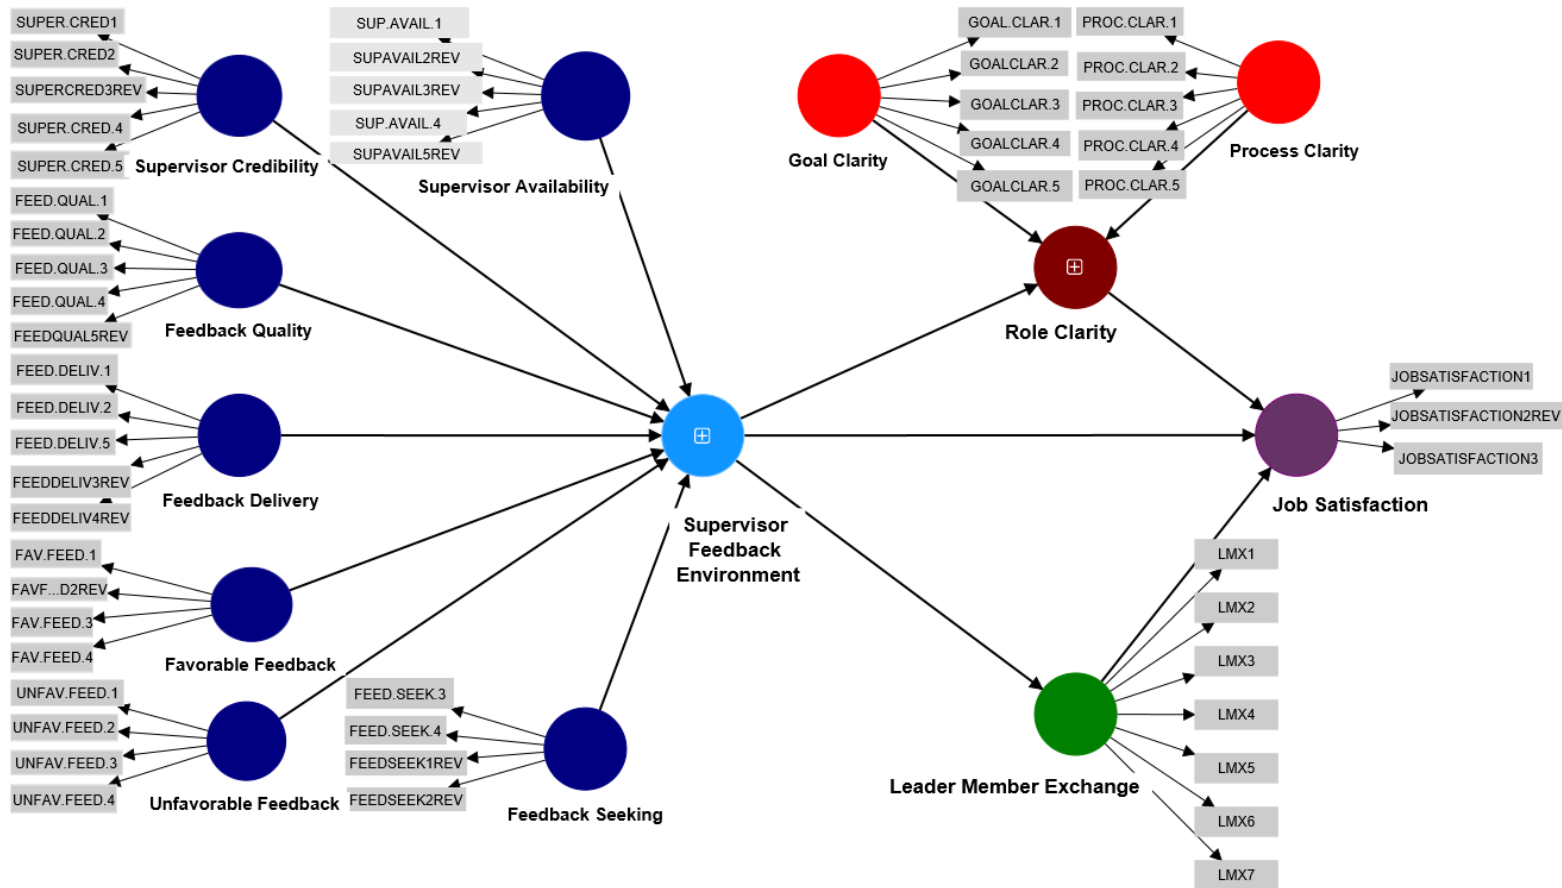 SUPER.CRED1
SUPER.CRED2
SUPERCRED3REV
SUPER.CRED.4
SUPER.CRED.5
Supervisor Credibility
SUP.AVAIL.1
SUPAVAIL2REV
SUPAVAIL3REV
SUP.AVAIL.4
SUPAVAIL5REV
Supervisor Availability
GOAL.CLAR.1
GOALCLAR.2
GOALCLAR.3
GOALCLAR.4
GOALCLAR.5
Goal Clarity
PROC.CLAR.1
PROC.CLAR.2
PROC.CLAR.3
PROC.CLAR.4
PROC.CLAR.5
Process Clarity
FEED.QUAL.1
FEED.QUAL.2
FEED.QUAL.3
FEED.QUAL.4
FEEDQUAL5REV
Feedback Quality
Role Clarity
FEED.DELIV.1
FEED.DELIV.2
FEED.DELIV.5
FEEDDELIV3REV
FEEDDELIV4REV
Feedback Delivery
Supervisor
Feedback
Environment
JOBSATISFACTION1
JOBSATISFACTION2REV
JOBSATISFACTION3
Job Satisfaction
FAV.FEED.1
FAVF...D2REV
FAV.FEED.3
FAV.FEED.4
Favorable Feedback
UNFAV.FEED.1
UNFAV.FEED.2
UNFAV.FEED.3
UNFAV.FEED.4
Unfavorable Feedback
FEED.SEEK.3
FEED.SEEK.4
FEEDSEEK1REV
FEEDSEEK2REV
Feedback Seeking
Leader Member Exchange
LMX1
LMX2
LMX3
LMX4
LMX5
LMX6
LMX7